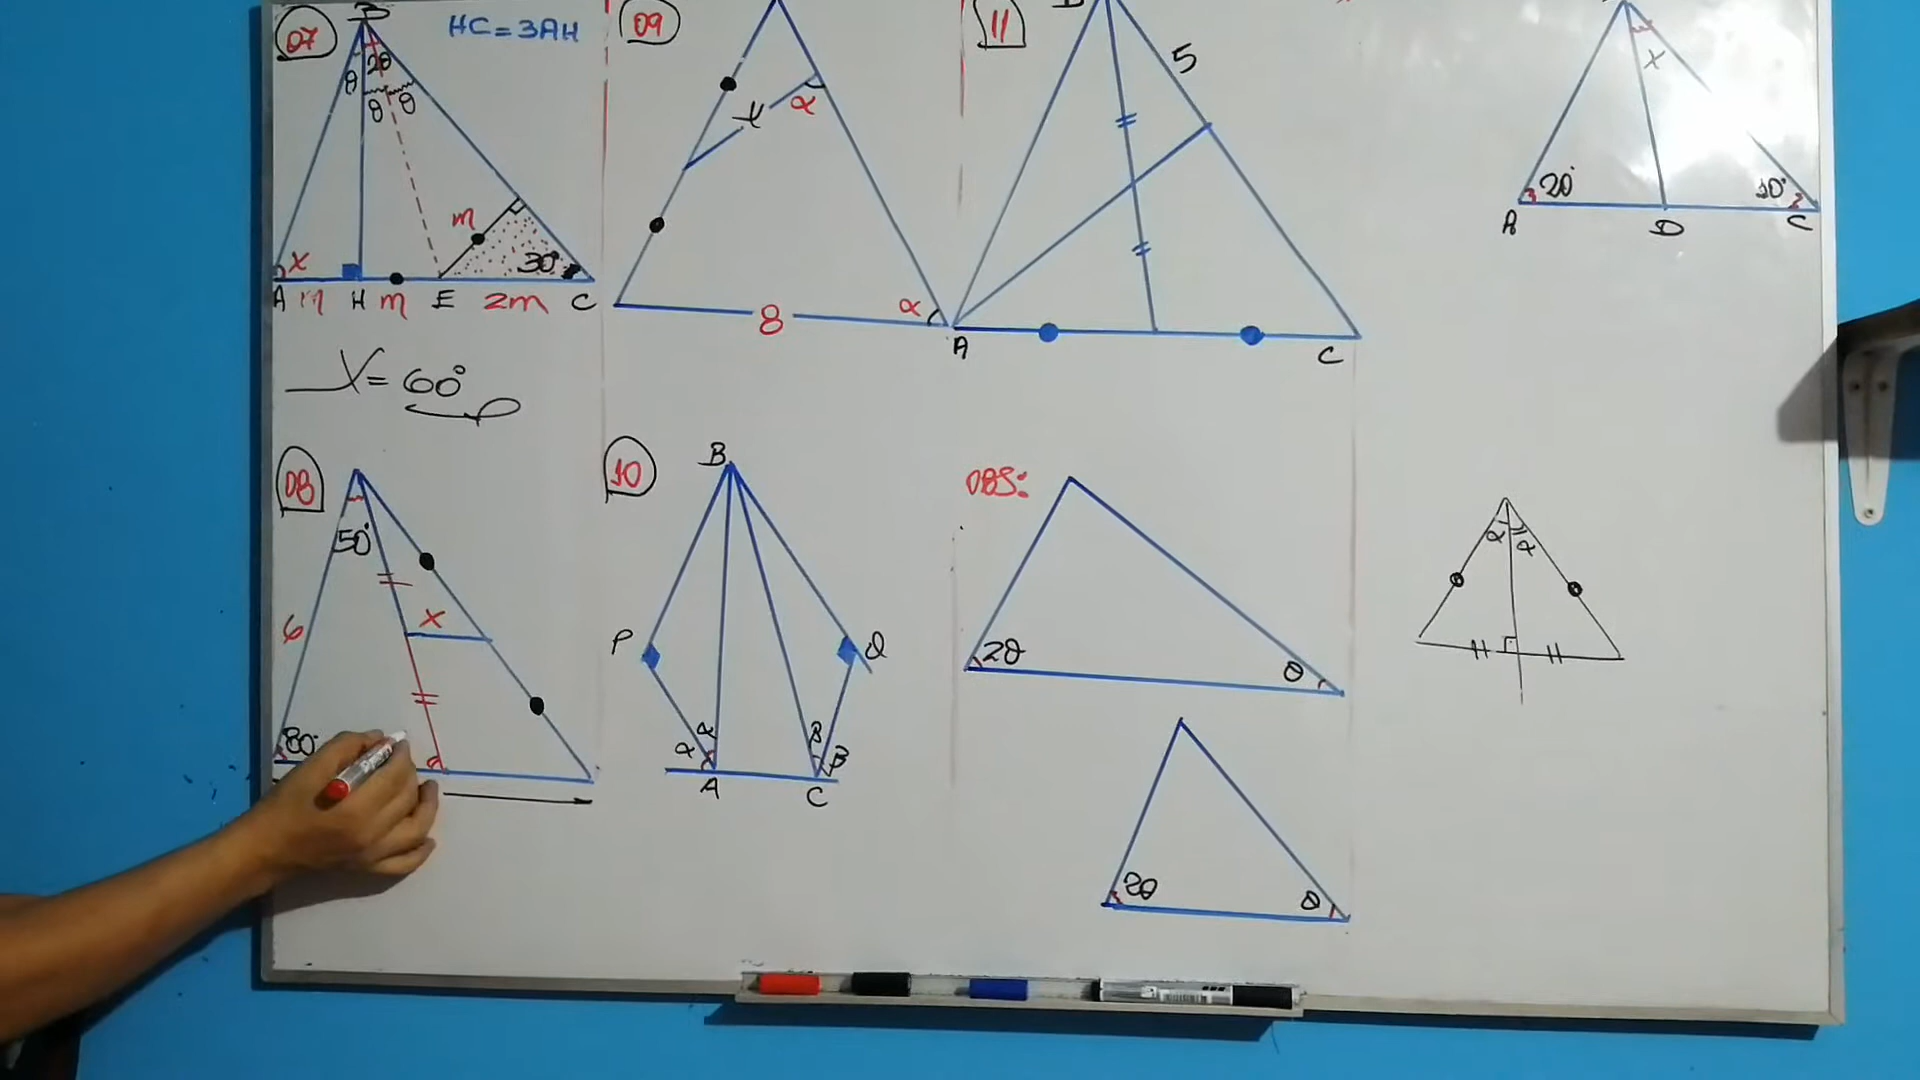 07
B
HC=3AH
θ
2θ
θ θ
m
x
30°
A m H m E 2m C
X=60°
09
x
α
α
8
11
5
A
C
x
20°
10°
A D C
08
50°
6
x
80°
10
B
P
Q
α α
β β
A C
OBS:
2θ
θ
2θ
θ
α α